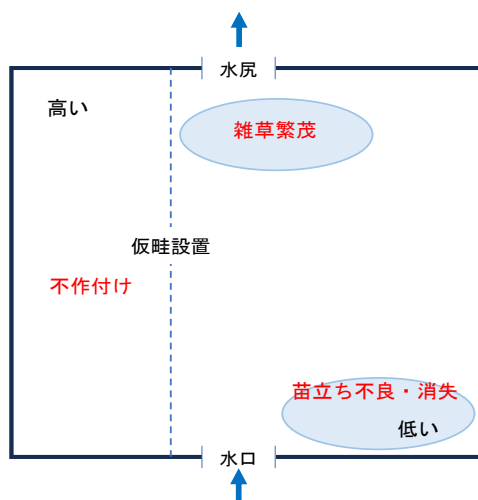 水尻
高い
雑草繁茂
仮畦設置
不作付け
苗立ち不良・消失
低い
水口